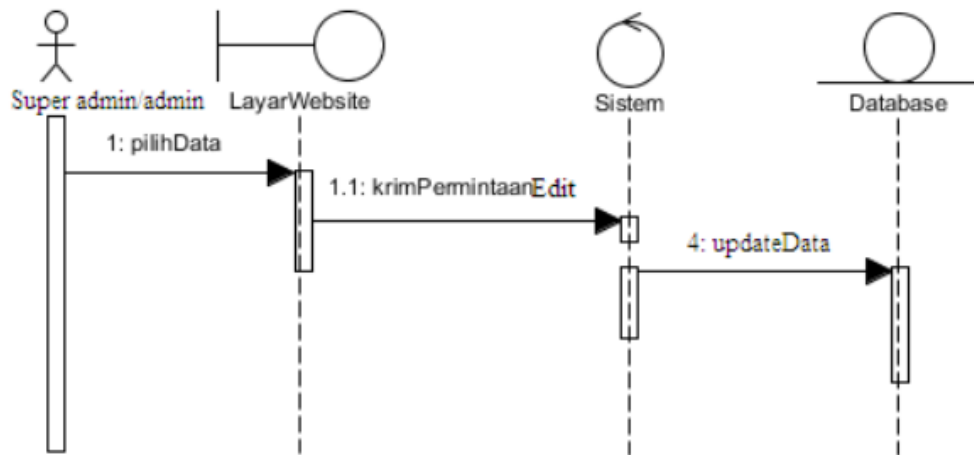 Super admin/admin
LayarWebsite
Sistem
Database
1: pilihData
1.1: krimPermintaanEdit
4: updateData